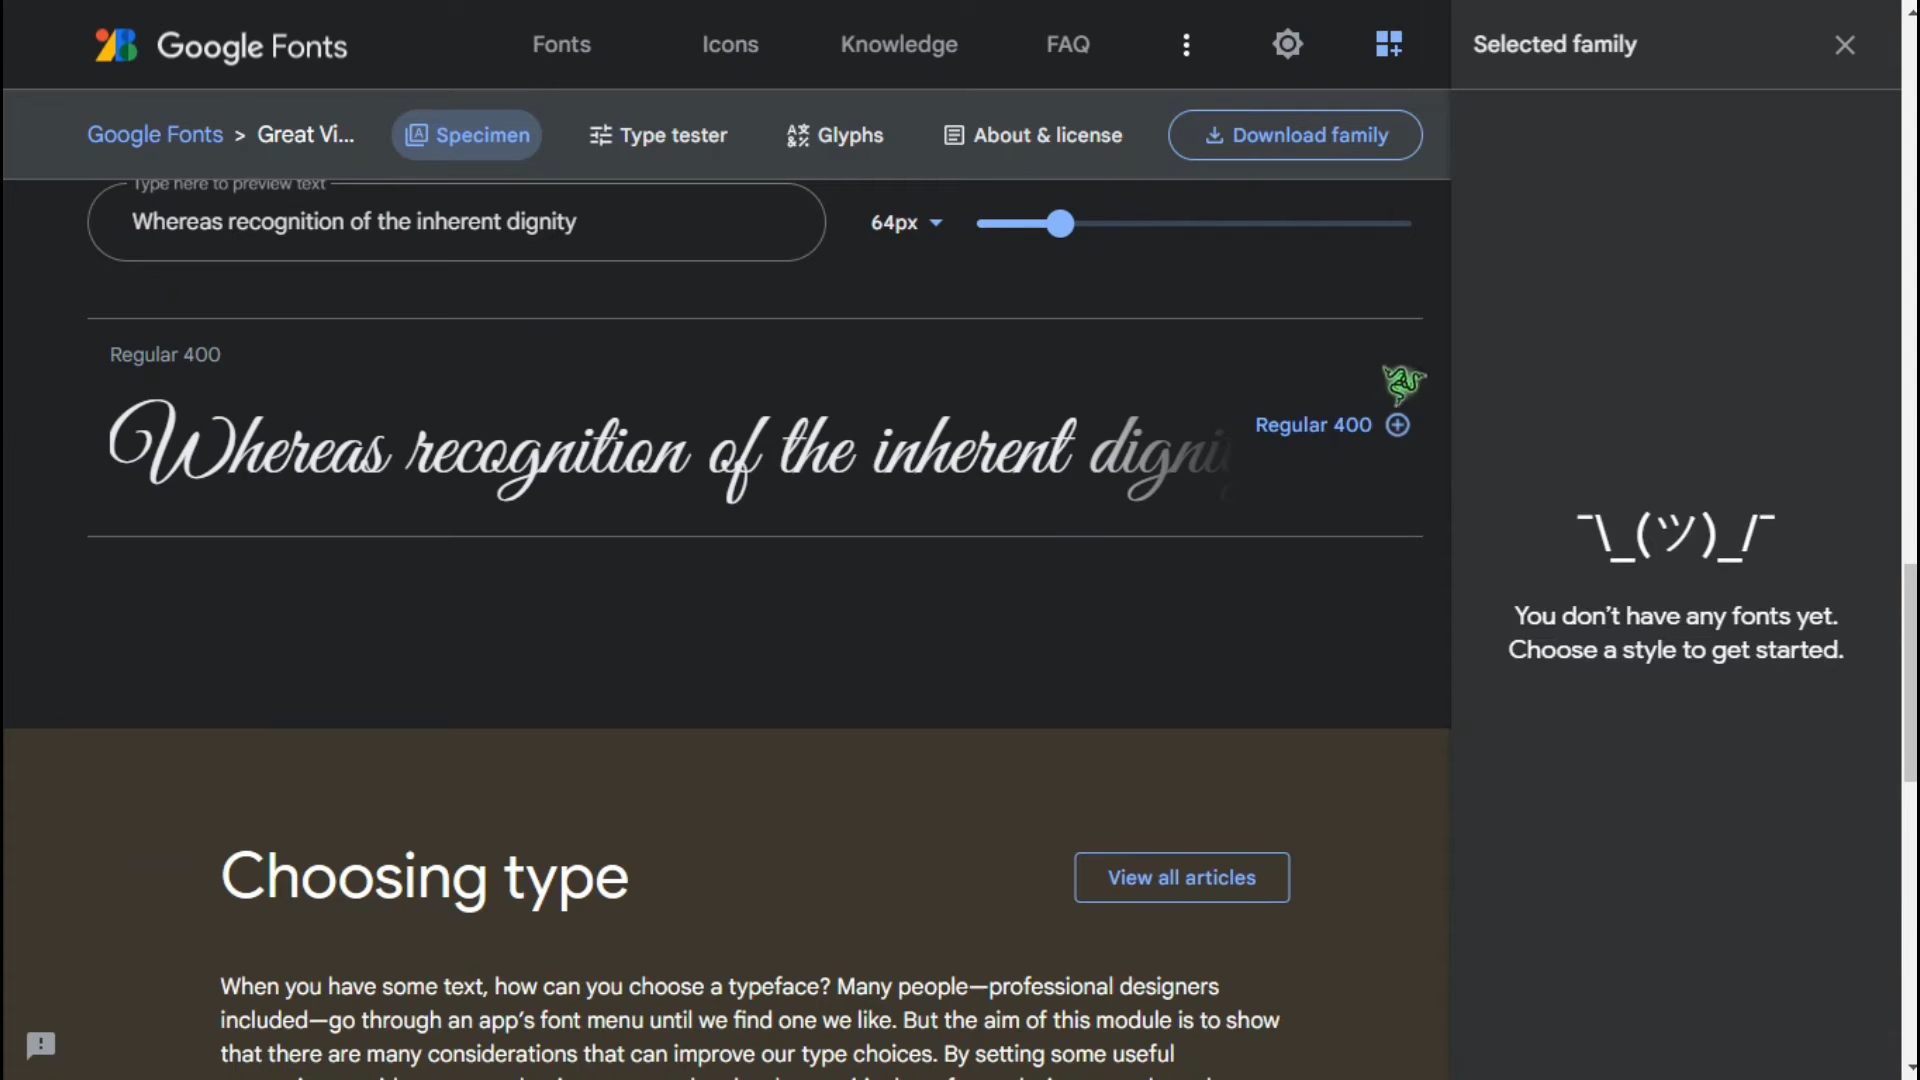 Google Fonts
Fonts
Icons
Knowledge
FAQ
Selected family
Google Fonts > Great Vi...
Specimen
Type tester
Glyphs
About & license
Download family
Type here to preview text
Whereas recognition of the inherent dignity
64px
Regular 400
Whereas recognition of the inherent digni
Regular 400
¯\_(ツ)_/¯
You don't have any fonts yet.
Choose a style to get started.
Choosing type
View all articles
When you have some text, how can you choose a typeface? Many people—professional designers
included—go through an app's font menu until we find one we like. But the aim of this module is to show
that there are many considerations that can improve our type choices. By setting some useful